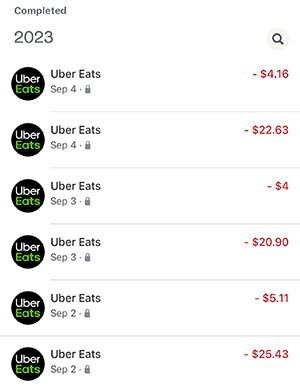 Completed
2023
Uber Eats
Uber Eats
- $4.16
Sep 4 ·
Uber Eats
Uber Eats
- $22.63
Sep 4 ·
Uber Eats
Uber Eats
- $4
Sep 3 ·
Uber Eats
Uber Eats
- $20.90
Sep 3 ·
Uber Eats
Uber Eats
- $5.11
Sep 2 ·
Uber Eats
Uber Eats
- $25.43
Sep 2 ·